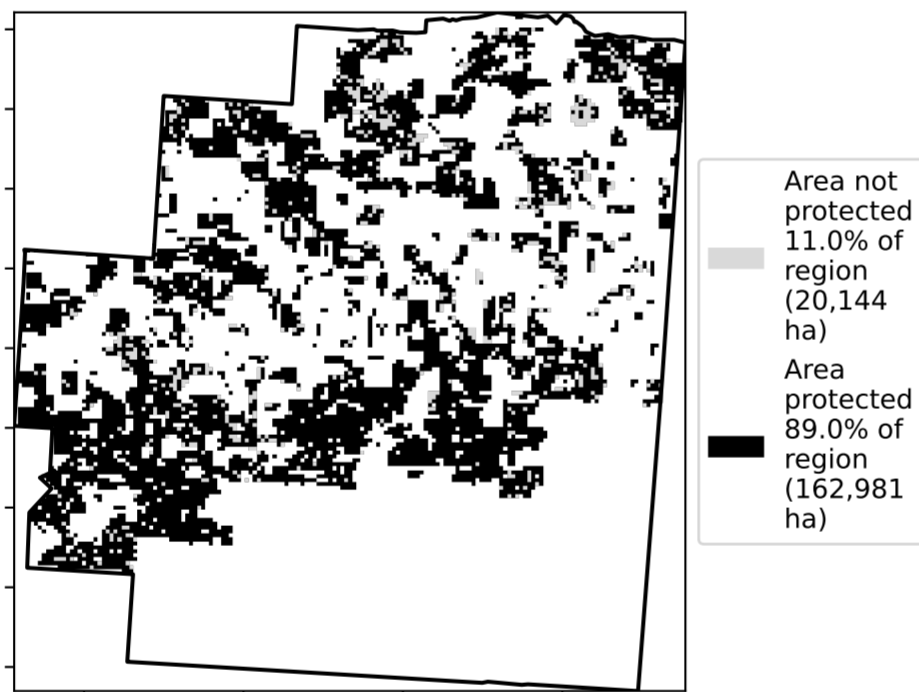 Area not
protected
11.0% of
region
(20,144
ha)
Area
protected
89.0% of
region
(162,981
ha)